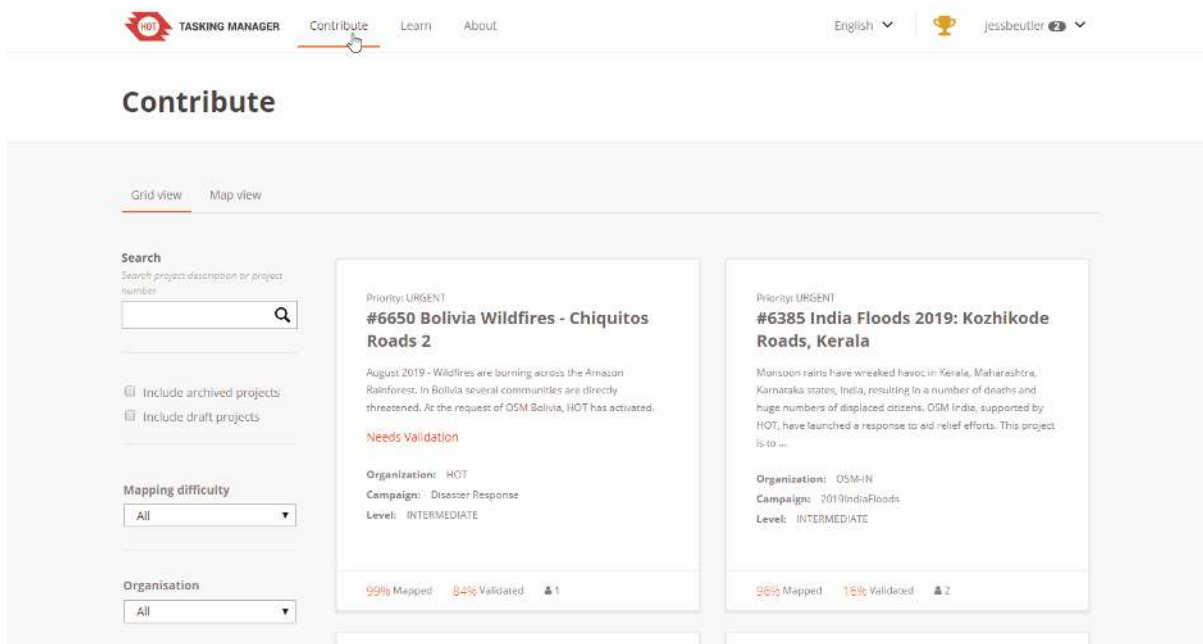 HOT TASKING MANAGER Contribute Learn About English jessbeutler 2
Contribute
Grid view Map view
Search
Search project description or project
number
Include archived projects
Include draft projects
Mapping difficulty
All
Organisation
All
Priority: URGENT
#6650 Bolivia Wildfires - Chiquitos
Roads 2
August 2019 - Wildfires are burning across the Amazon
Rainforest. In Bolivia several communities are directly
threatened. At the request of OSM Bolivia, HOT has activated.
Needs Validation
Organization: HOT
Campaign: Disaster Response
Level: INTERMEDIATE
99% Mapped 84% Validated 1
Priority: URGENT
#6385 India Floods 2019: Kozhikode
Roads, Kerala
Monsoon rains have wreaked havoc in Kerala, Maharashtra,
Karnataka states, India, resulting in a number of deaths and
huge numbers of displaced citizens. OSM India, supported by
HOT, have launched a response to aid relief efforts. This project
is to ...
Organization: OSM-IN
Campaign: 2019IndiaFloods
Level: INTERMEDIATE
96% Mapped 16% Validated 2